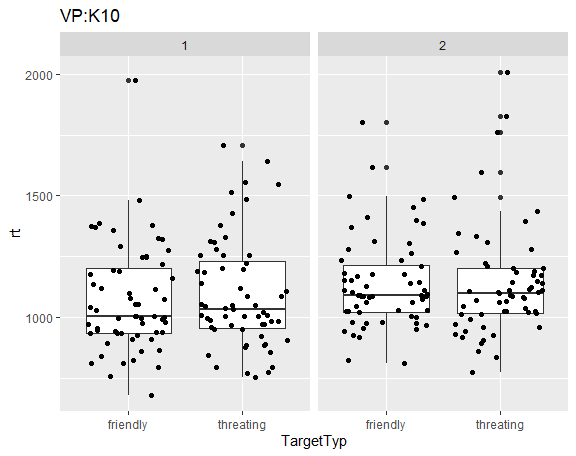 VP:K10
1 2
2000
1500
1000
rt
friendly threating friendly threating
TargetTyp